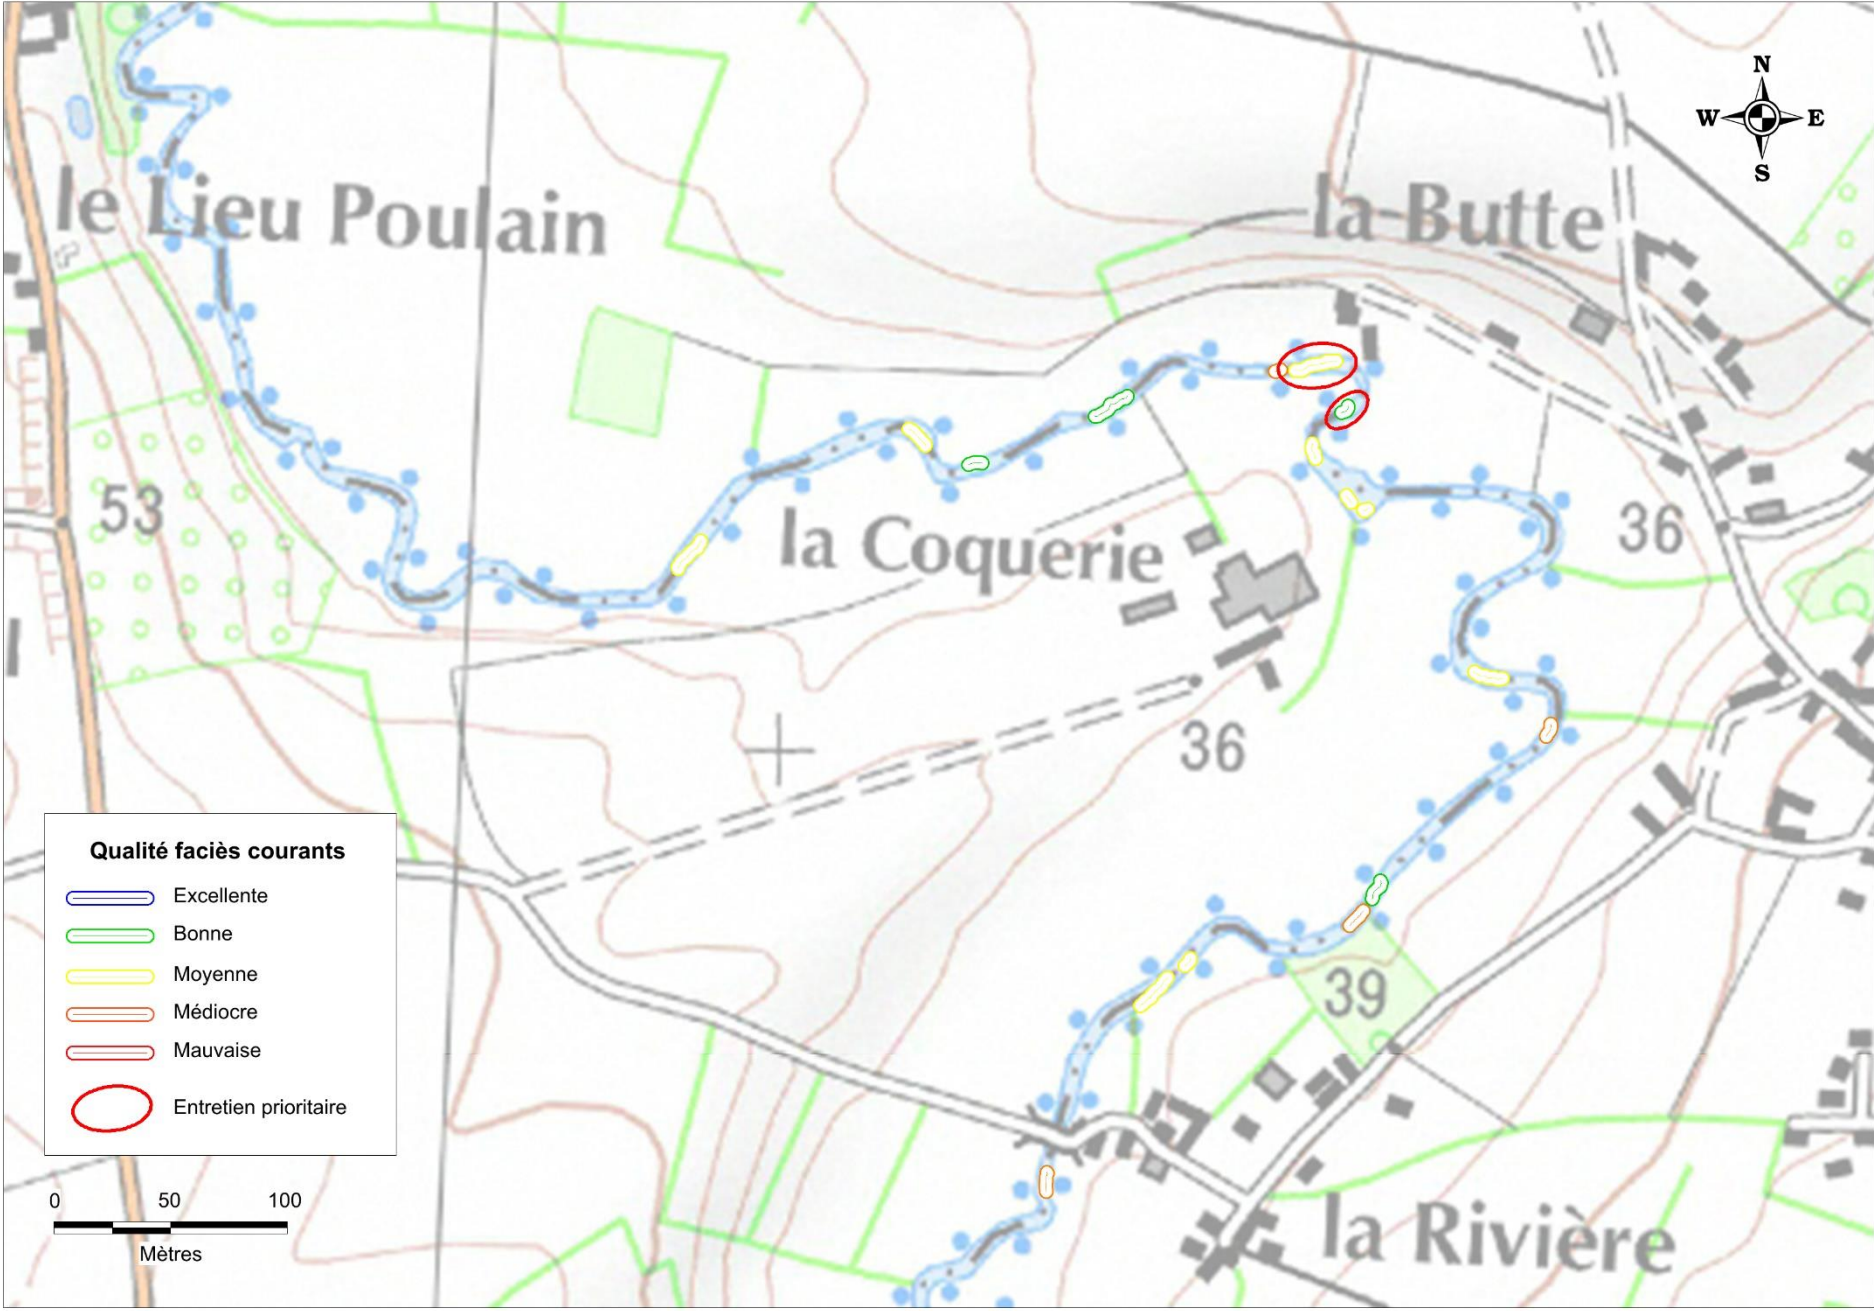 N
W E
S
la Butte
le Lieu Poulain
53
la Coquerie
36
36
39
Qualité faciès courants
Excellente
Bonne
Moyenne
Médiocre
Mauvaise
Entretien prioritaire
0 50 100
Mètres
la Rivière